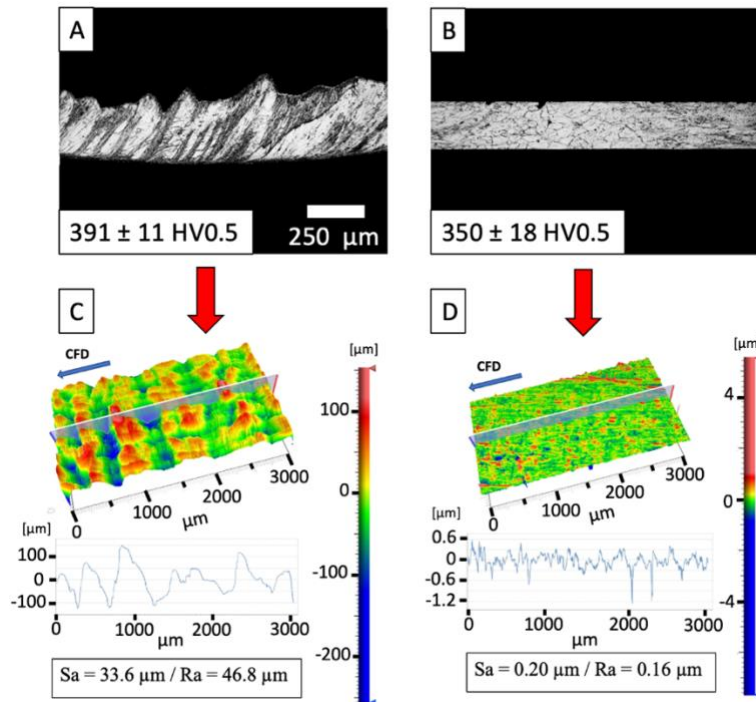 A
B
391 ± 11 HV0.5
250 µm
350 ± 18 HV0.5
C
D
[µm]
[µm]
CFD
CFD
100
0
-100
-200
0
-4
0
1000
2000
3000
µm
0
1000
2000
3000
µm
[µm]
100
0
-100
0
1000
2000
3000
µm
[µm]
0.6
0
-0.6
-1.2
0
1000
2000
3000
µm
Sa = 33.6 µm / Ra = 46.8 µm
Sa = 0.20 µm / Ra = 0.16 µm